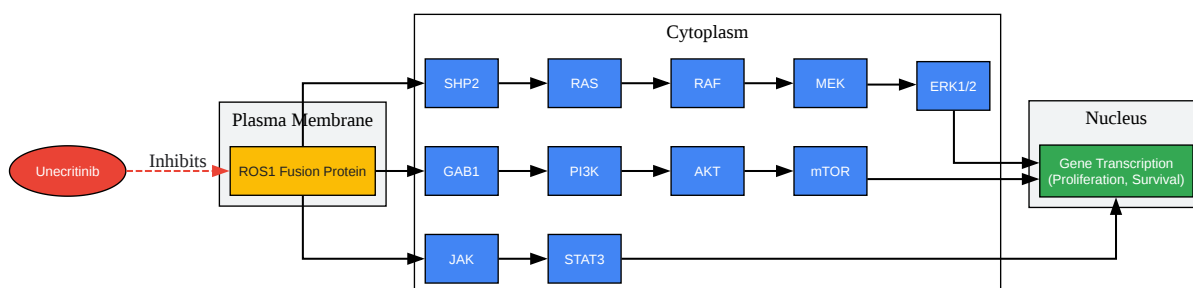 Cytoplasm
SHP2
RAS
RAF
MEK
ERK1/2
Plasma Membrane
Nucleus
Unecritinib
Inhibits
ROS1 Fusion Protein
GAB1
PI3K
AKT
mTOR
Gene Transcription
(Proliferation, Survival)
JAK
STAT3